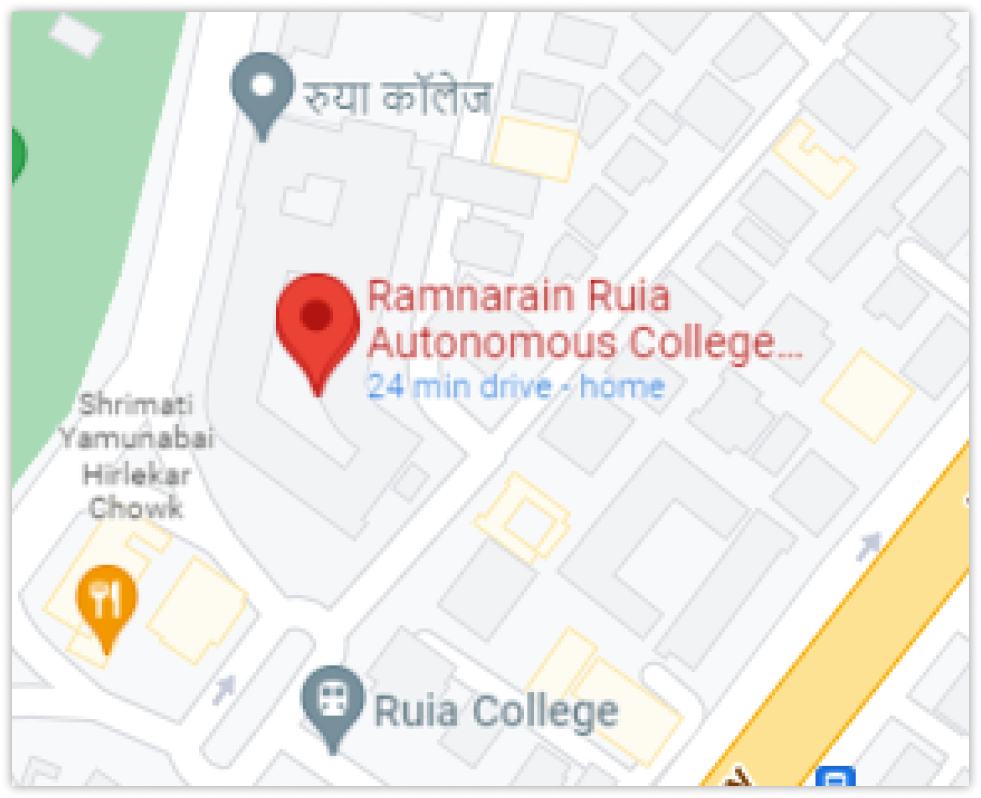 रुया कॉलेज
Ramnarain Ruia
Autonomous College...
24 min drive - home
Shrimati
Yamunabai
Hirlekar
Chowk
Ruia College